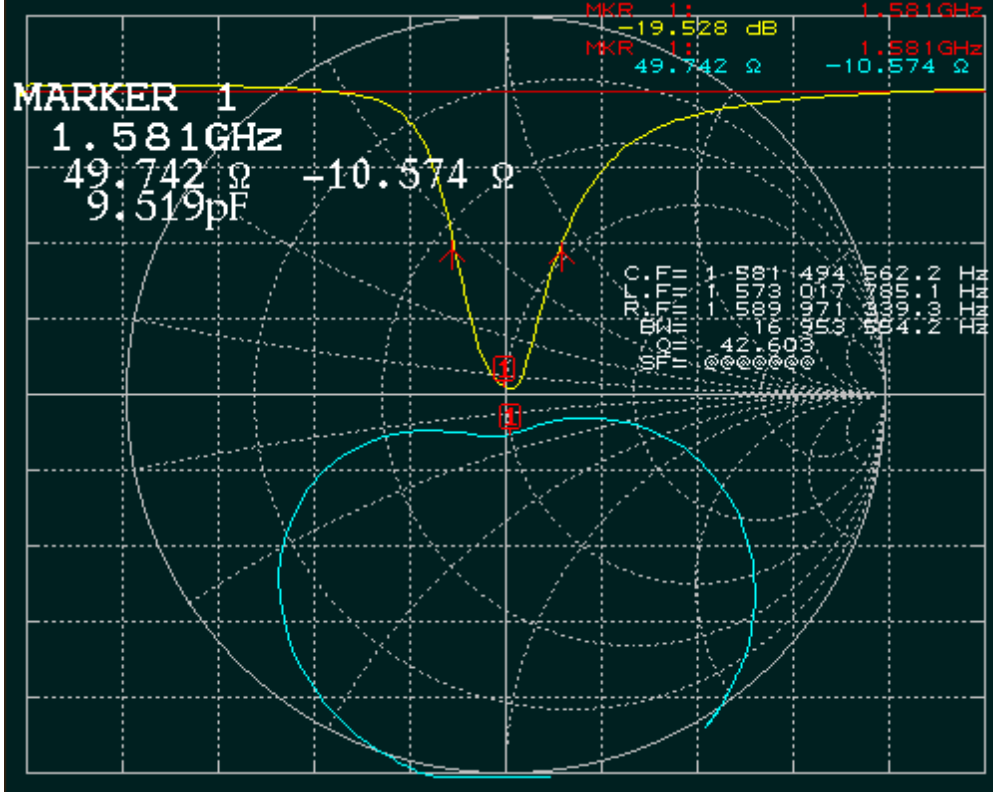 MKR 1: 1.581GHz
-19.528 dB
MKR 1: 1.581GHz
49.742 Ω -10.574 Ω
MARKER 1
1.581GHz
49.742 Ω -10.574 Ω
9.519pF
C.F= 1 581 494 562.2 Hz
L.F= 1 573 017 785.1 Hz
R.F= 1 589 971 339.3 Hz
BW= 16 953 554.2 Hz
Q= 42.603
SF= @@@@@@@
1
1